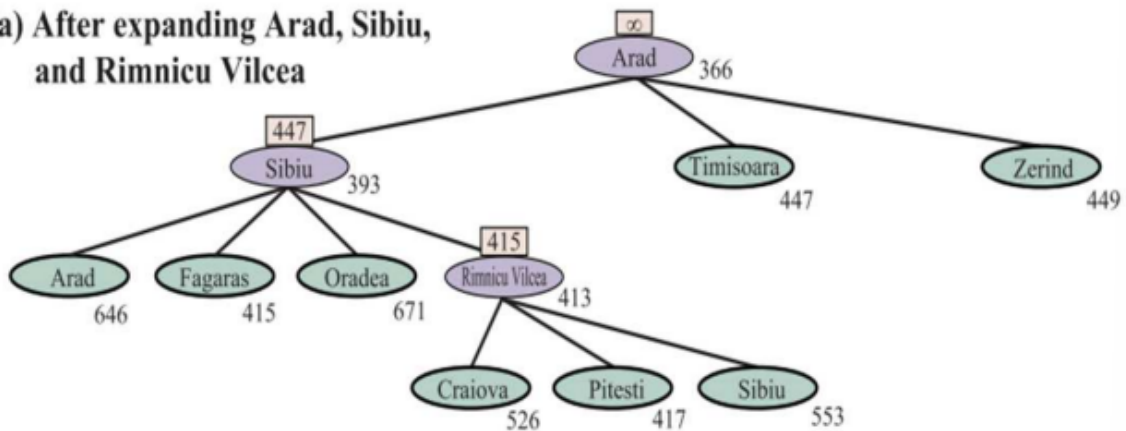 a) After expanding Arad, Sibiu,
and Rimnicu Vilcea
∞
Arad
366
447
Sibiu
393
Timisoara
447
Zerind
449
Arad
646
Fagaras
415
Oradea
671
415
Rimnicu Vilcea
413
Craiova
526
Pitesti
417
Sibiu
553